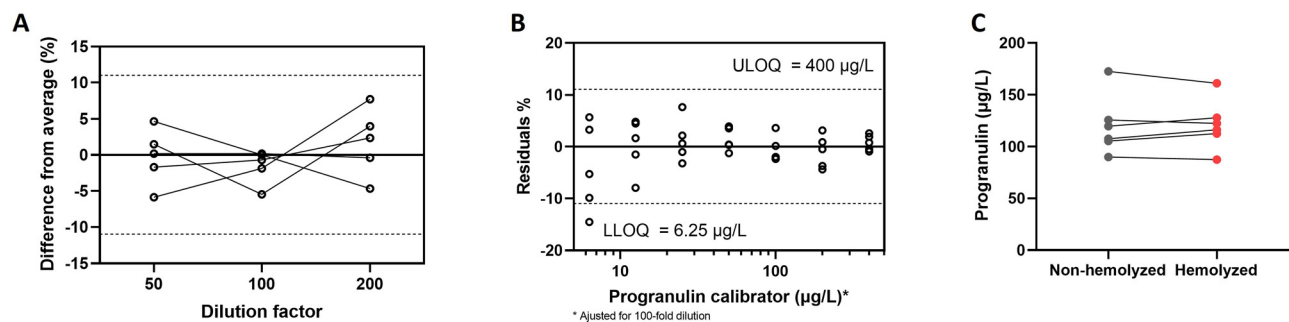 A
Difference from average (%)
15
10
5
0
-5
-10
-15
50
100
200
Dilution factor
B
Residuals %
20
10
0
-10
-20
ULOQ = 400 µg/L
LLOQ = 6.25 µg/L
10
100
Progranulin calibrator (µg/L)*
* Ajusted for 100-fold dilution
C
Progranulin (µg/L)
200
150
100
50
0
Non-hemolyzed
Hemolyzed